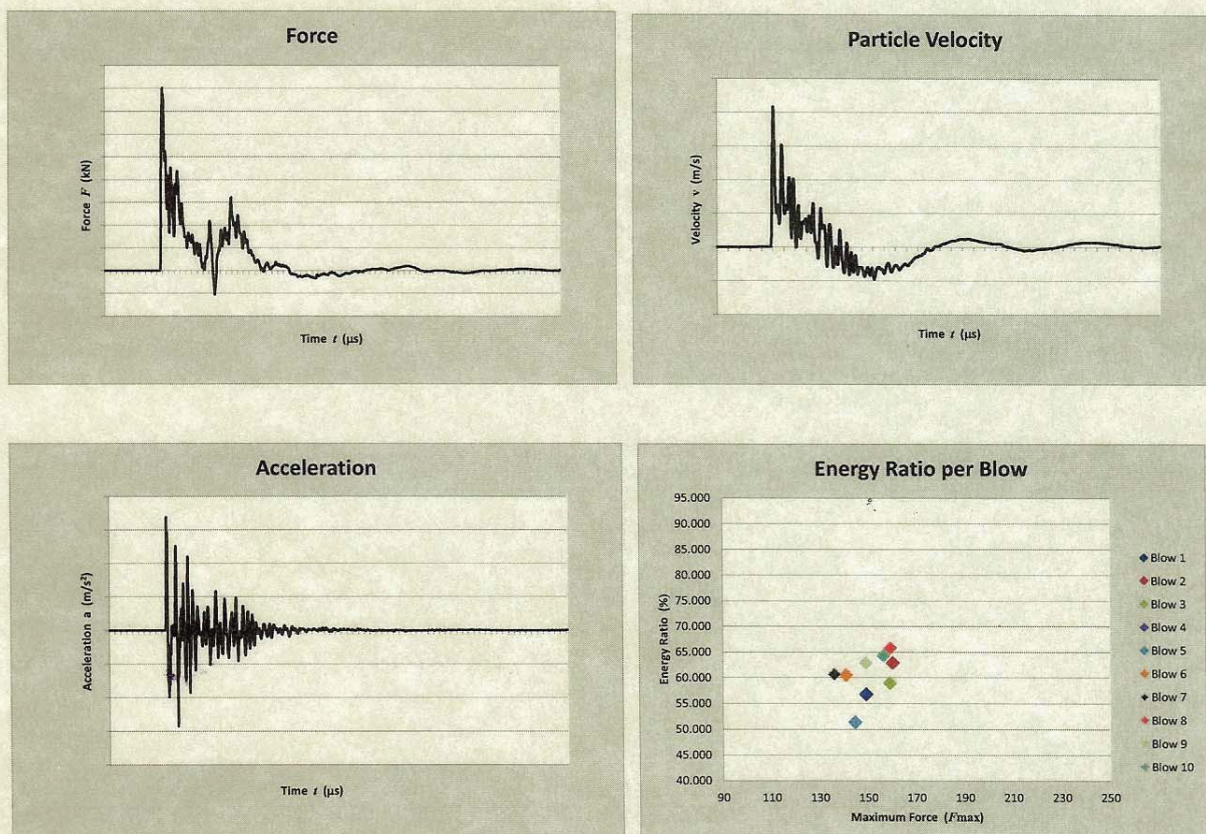 Force
Force F (kN)
Time t (µs)
Particle Velocity
Velocity v (m/s)
Time t (µs)
Acceleration
Acceleration a (m/s²)
Time t (µs)
Energy Ratio per Blow
Energy Ratio (%)
95.000
90.000
85.000
80.000
75.000
70.000
65.000
60.000
55.000
50.000
45.000
40.000
90 110 130 150 170 190 210 230 250
Maximum Force (Fmax)
Blow 1
Blow 2
Blow 3
Blow 4
Blow 5
Blow 6
Blow 7
Blow 8
Blow 9
Blow 10